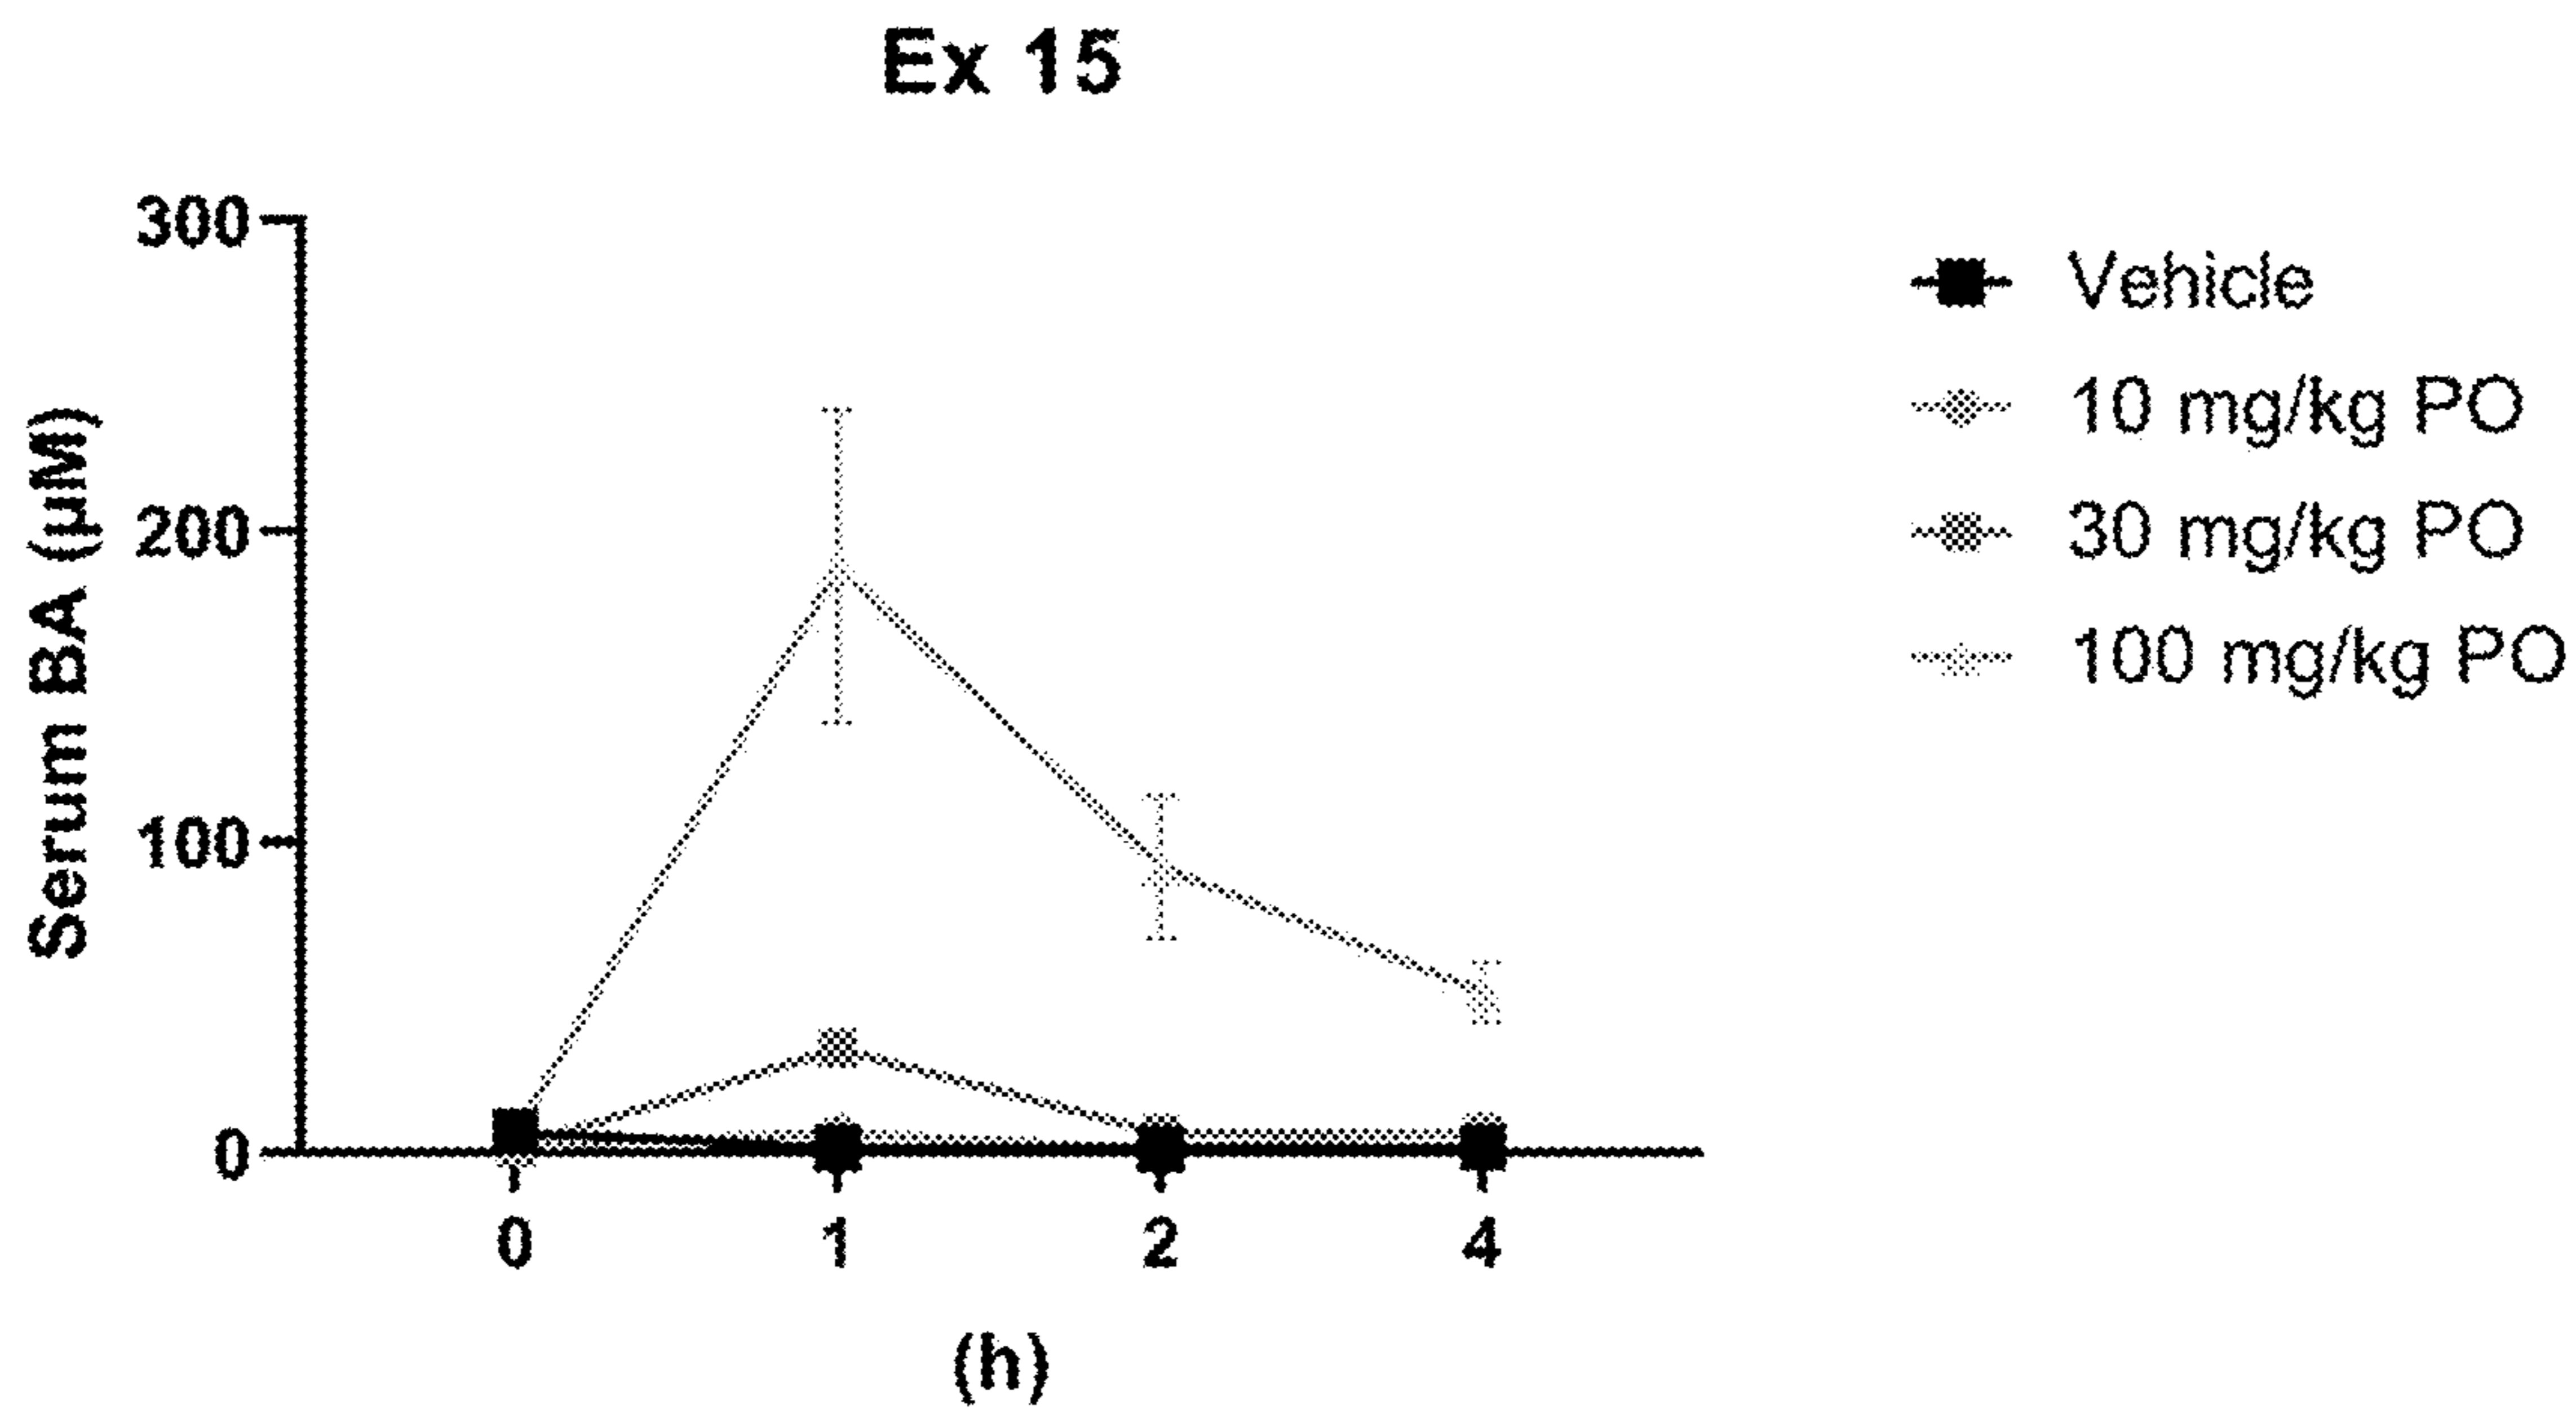 Ex 15
300
200
100
0
Serum BA (µM)
0 1 2 4
(h)
Vehicle
10 mg/kg PO
30 mg/kg PO
100 mg/kg PO